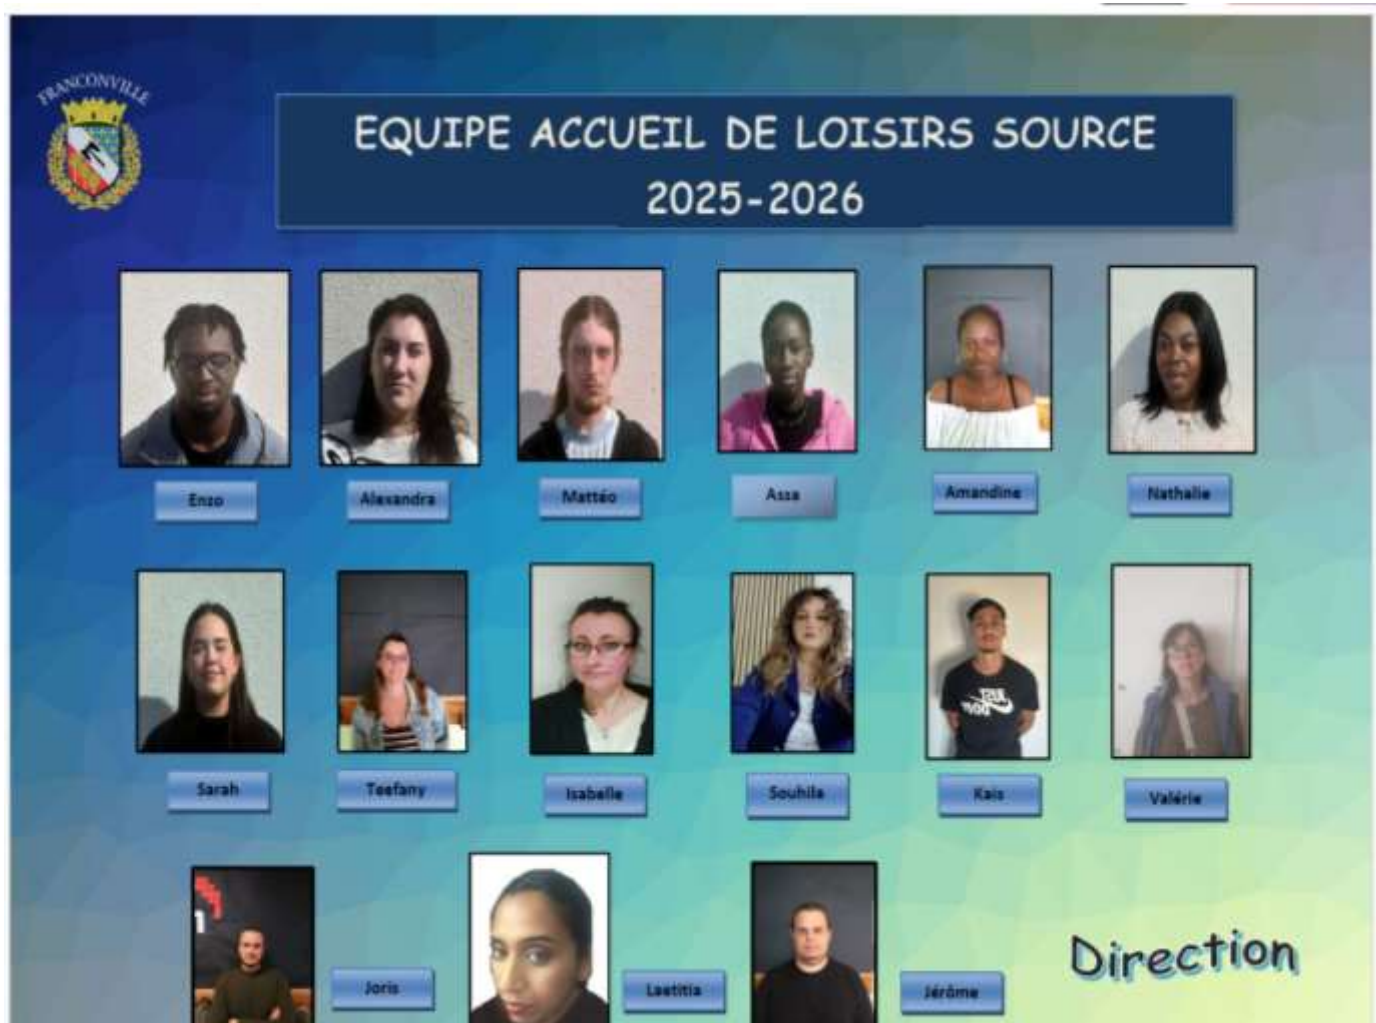 FRANCONVILLE
EQUIPE ACCUEIL DE LOISIRS SOURCE
2025-2026
Enzo
Alexandra
Mattéo
Assa
Amandine
Nathalie
Sarah
Teefany
Isabelle
Souhila
Kais
Valérie
Joris
Laetitia
Jérôme
Direction